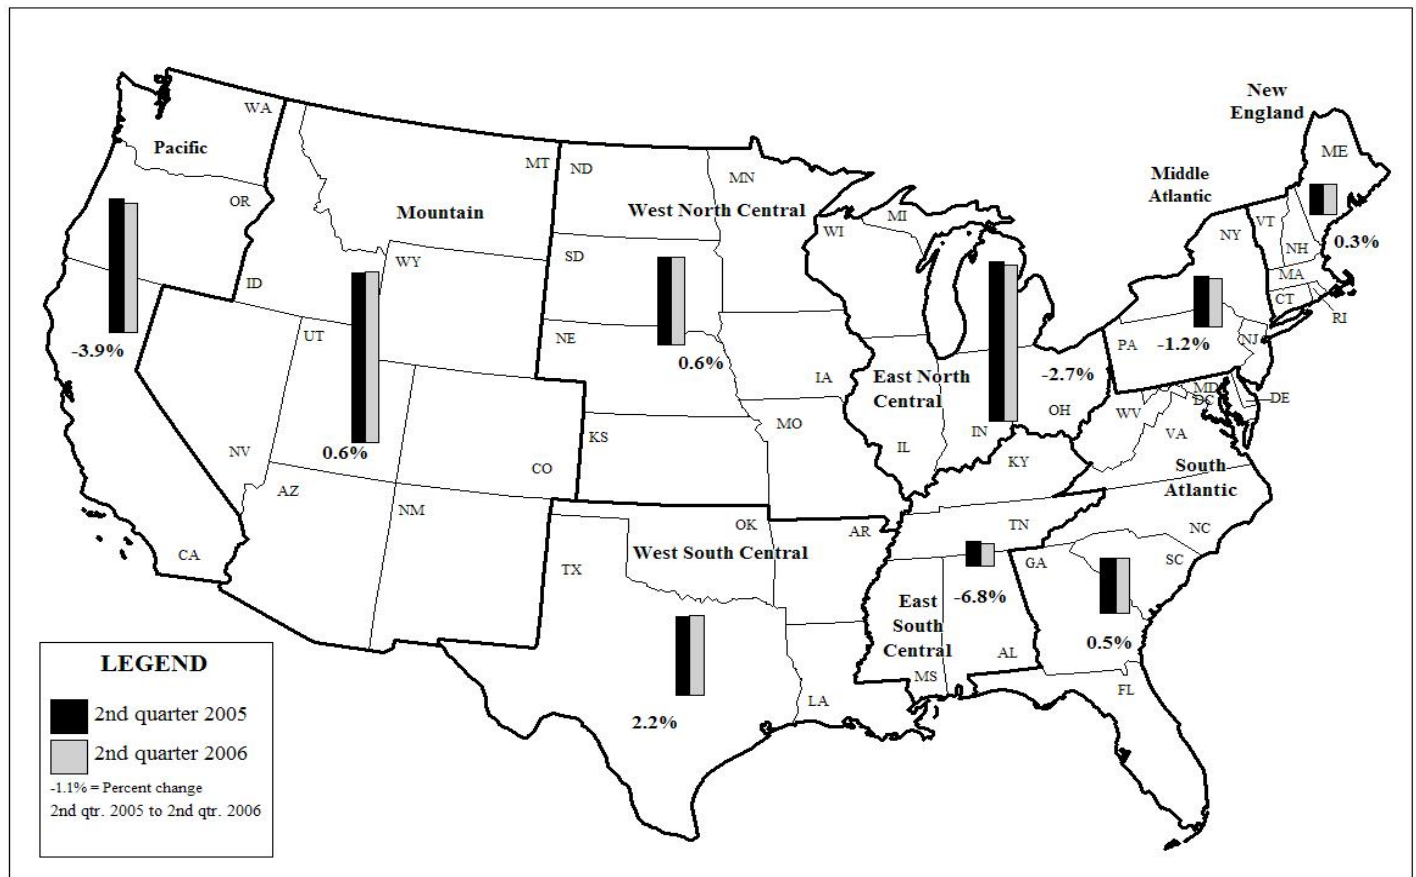 New
England
WA
Pacific
MT
ND
MN
ME
Middle
Atlantic
OR
Mountain
West North Central
MI
WI
VT
NY
NH
0.3%
WY
SD
ID
MA
CT
RI
UT
NE
PA
-1.2%
NJ
-3.9%
0.6%
IA
East North
Central
-2.7%
MD
DC
DE
OH
WV
MO
IN
VA
KS
IL
NV
0.6%
CO
KY
South
Atlantic
AZ
NM
OK
AR
TN
NC
CA
West South Central
TX
GA
SC
East
South
Central
-6.8%
0.5%
AL
MS
FL
LA
2.2%
LEGEND
2nd quarter 2005
2nd quarter 2006
-1.1% = Percent change
2nd qtr. 2005 to 2nd qtr. 2006